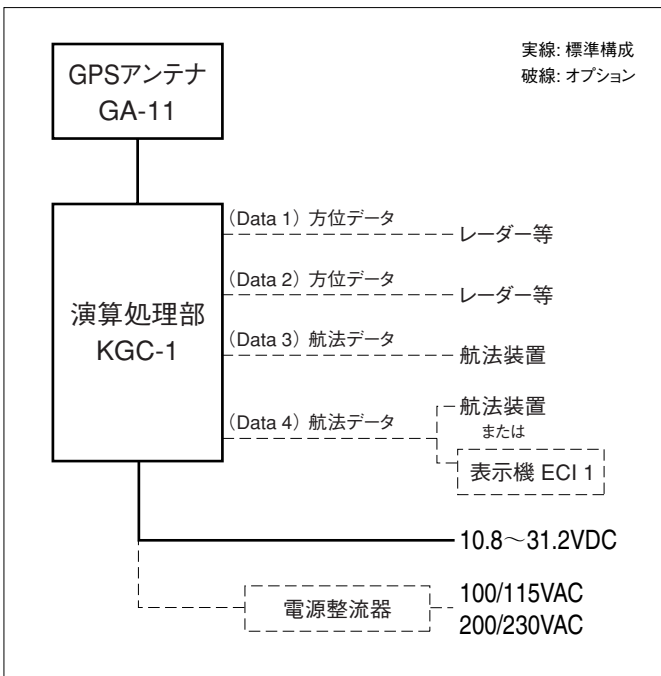 実線: 標準構成
破線: オプション
GPSアンテナ
GA-11
演算処理部
KGC-1
(Data 1) 方位データ
レーダー等
(Data 2) 方位データ
レーダー等
(Data 3) 航法データ
航法装置
(Data 4) 航法データ
航法装置
または
表示機 ECI 1
10.8〜31.2VDC
電源整流器
100/115VAC
200/230VAC